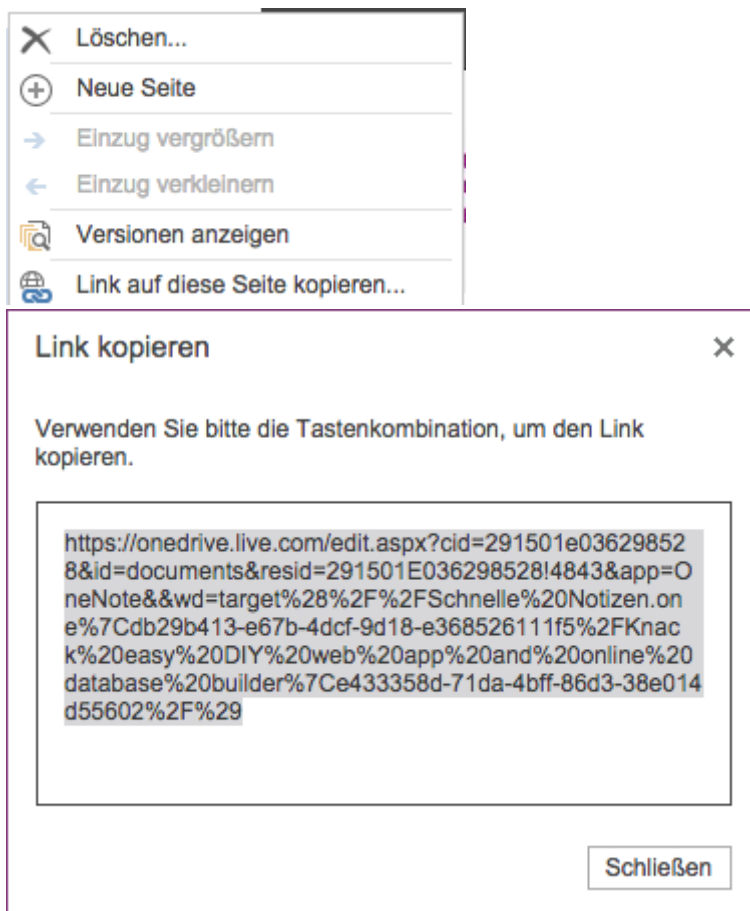 Löschen...
Neue Seite
Einzug vergrößern
Einzug verkleinern
Versionen anzeigen
Link auf diese Seite kopieren...
Link kopieren
Verwenden Sie bitte die Tastenkombination, um den Link
kopieren.
https://onedrive.live.com/edit.aspx?cid=291501e03629852
8&id=documents&resid=291501E036298528!4843&app=O
neNote&&wd=target%28%2F%2FSchnelle%20Notizen.on
e%7Cdb29b413-e67b-4dcf-9d18-e368526111f5%2FKnac
k%20easy%20DIY%20web%20app%20and%20online%20
database%20builder%7Ce433358d-71da-4bff-86d3-38e014
d55602%2F%29
Schließen